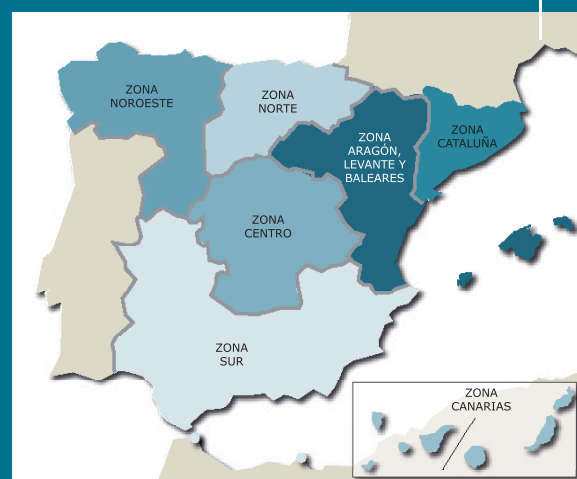 ZONA
NOROESTE
ZONA
NORTE
ZONA
ARAGÓN,
LEVANTE Y
BALEARES
ZONA
CATALUÑA
ZONA
CENTRO
ZONA
SUR
ZONA
CANARIAS